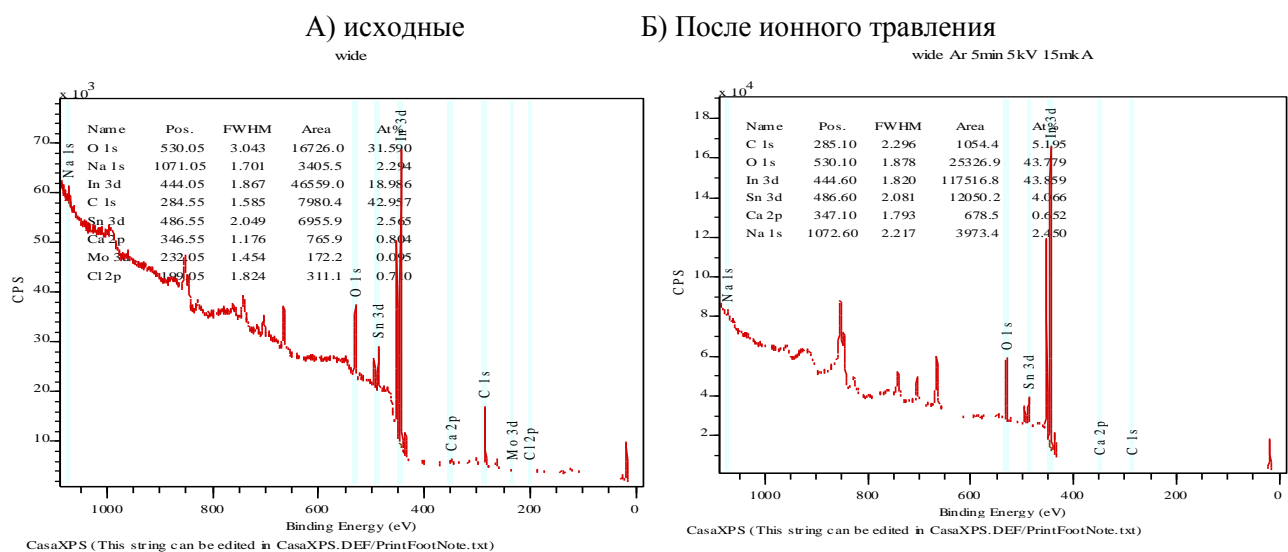 А) исходные
Б) После ионного травления
wide
x 10³
Name Pos. FWHM Area At%
O 1s 530.05 3.043 16726.0 31.590
Na 1s 1071.05 1.701 3405.5 2.294
In 3d 444.05 1.867 46559.0 18.986
C 1s 284.55 1.585 7980.4 42.957
Sn 3d 486.55 2.049 6955.9 2.565
Ca 2p 346.55 1.176 765.9 0.804
Mo 3d 232.05 1.454 172.2 0.095
Cl 2p 199.05 1.824 311.1 0.710
Na 1s
O 1s
Sn 3d
In 3d
Ca 2p
C 1s
Mo 3d
Cl 2p
70
60
50
40
30
20
10
CPS
1000 800 600 400 200 0
Binding Energy (eV)
CasaXPS (This string can be edited in CasaXPS.DEF/PrintFootNote.txt)
wide Ar 5min 5kV 15mkA
x 10⁴
Name Pos. FWHM Area At%
C 1s 285.10 2.296 1054.4 5.195
O 1s 530.10 1.878 25326.9 43.779
In 3d 444.60 1.820 117516.8 43.859
Sn 3d 486.60 2.081 12050.2 4.066
Ca 2p 347.10 1.793 678.5 0.652
Na 1s 1072.60 2.217 3973.4 2.450
Na 1s
O 1s
Sn 3d
In 3d
Ca 2p
C 1s
18
16
14
12
10
8
6
4
2
CPS
1000 800 600 400 200 0
Binding Energy (eV)
CasaXPS (This string can be edited in CasaXPS.DEF/PrintFootNote.txt)